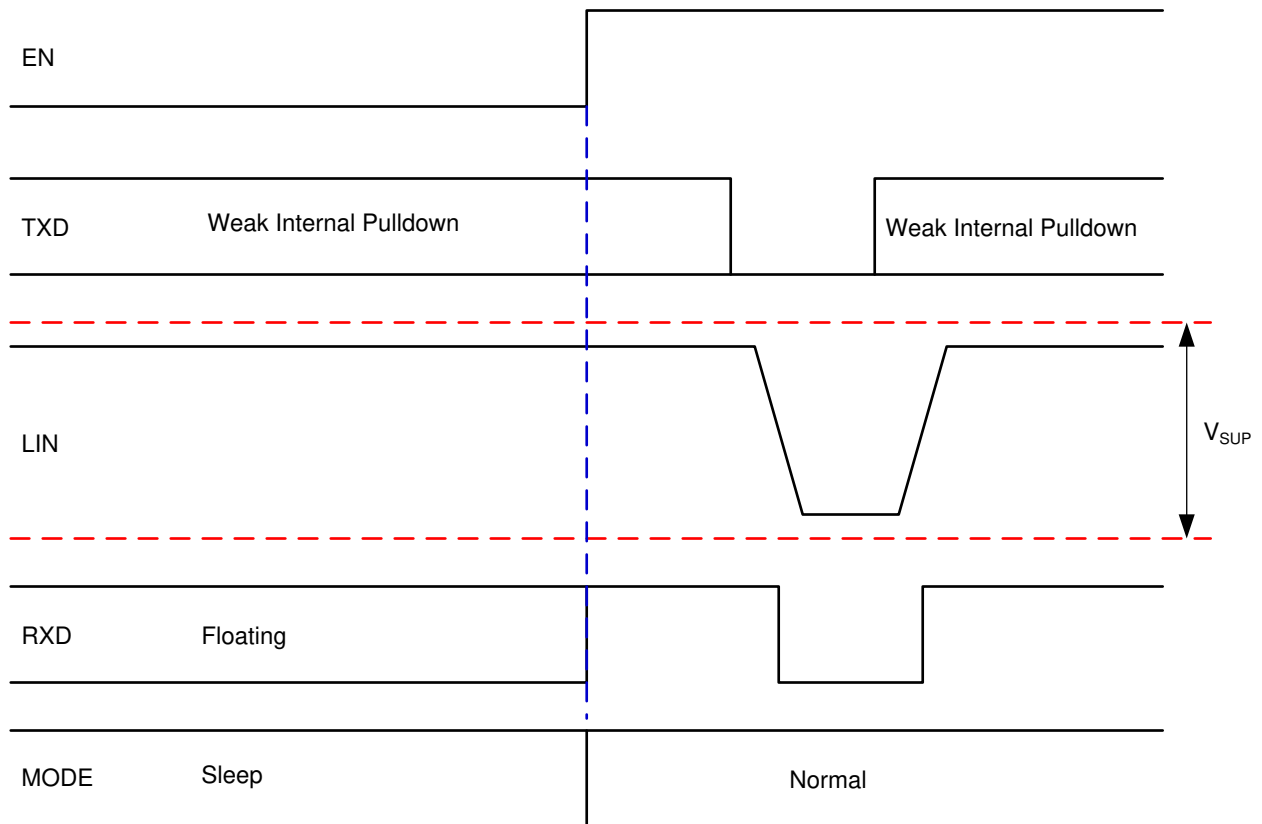 EN
TXD
Weak Internal Pulldown
Weak Internal Pulldown
LIN
VSUP
RXD
Floating
MODE
Sleep
Normal